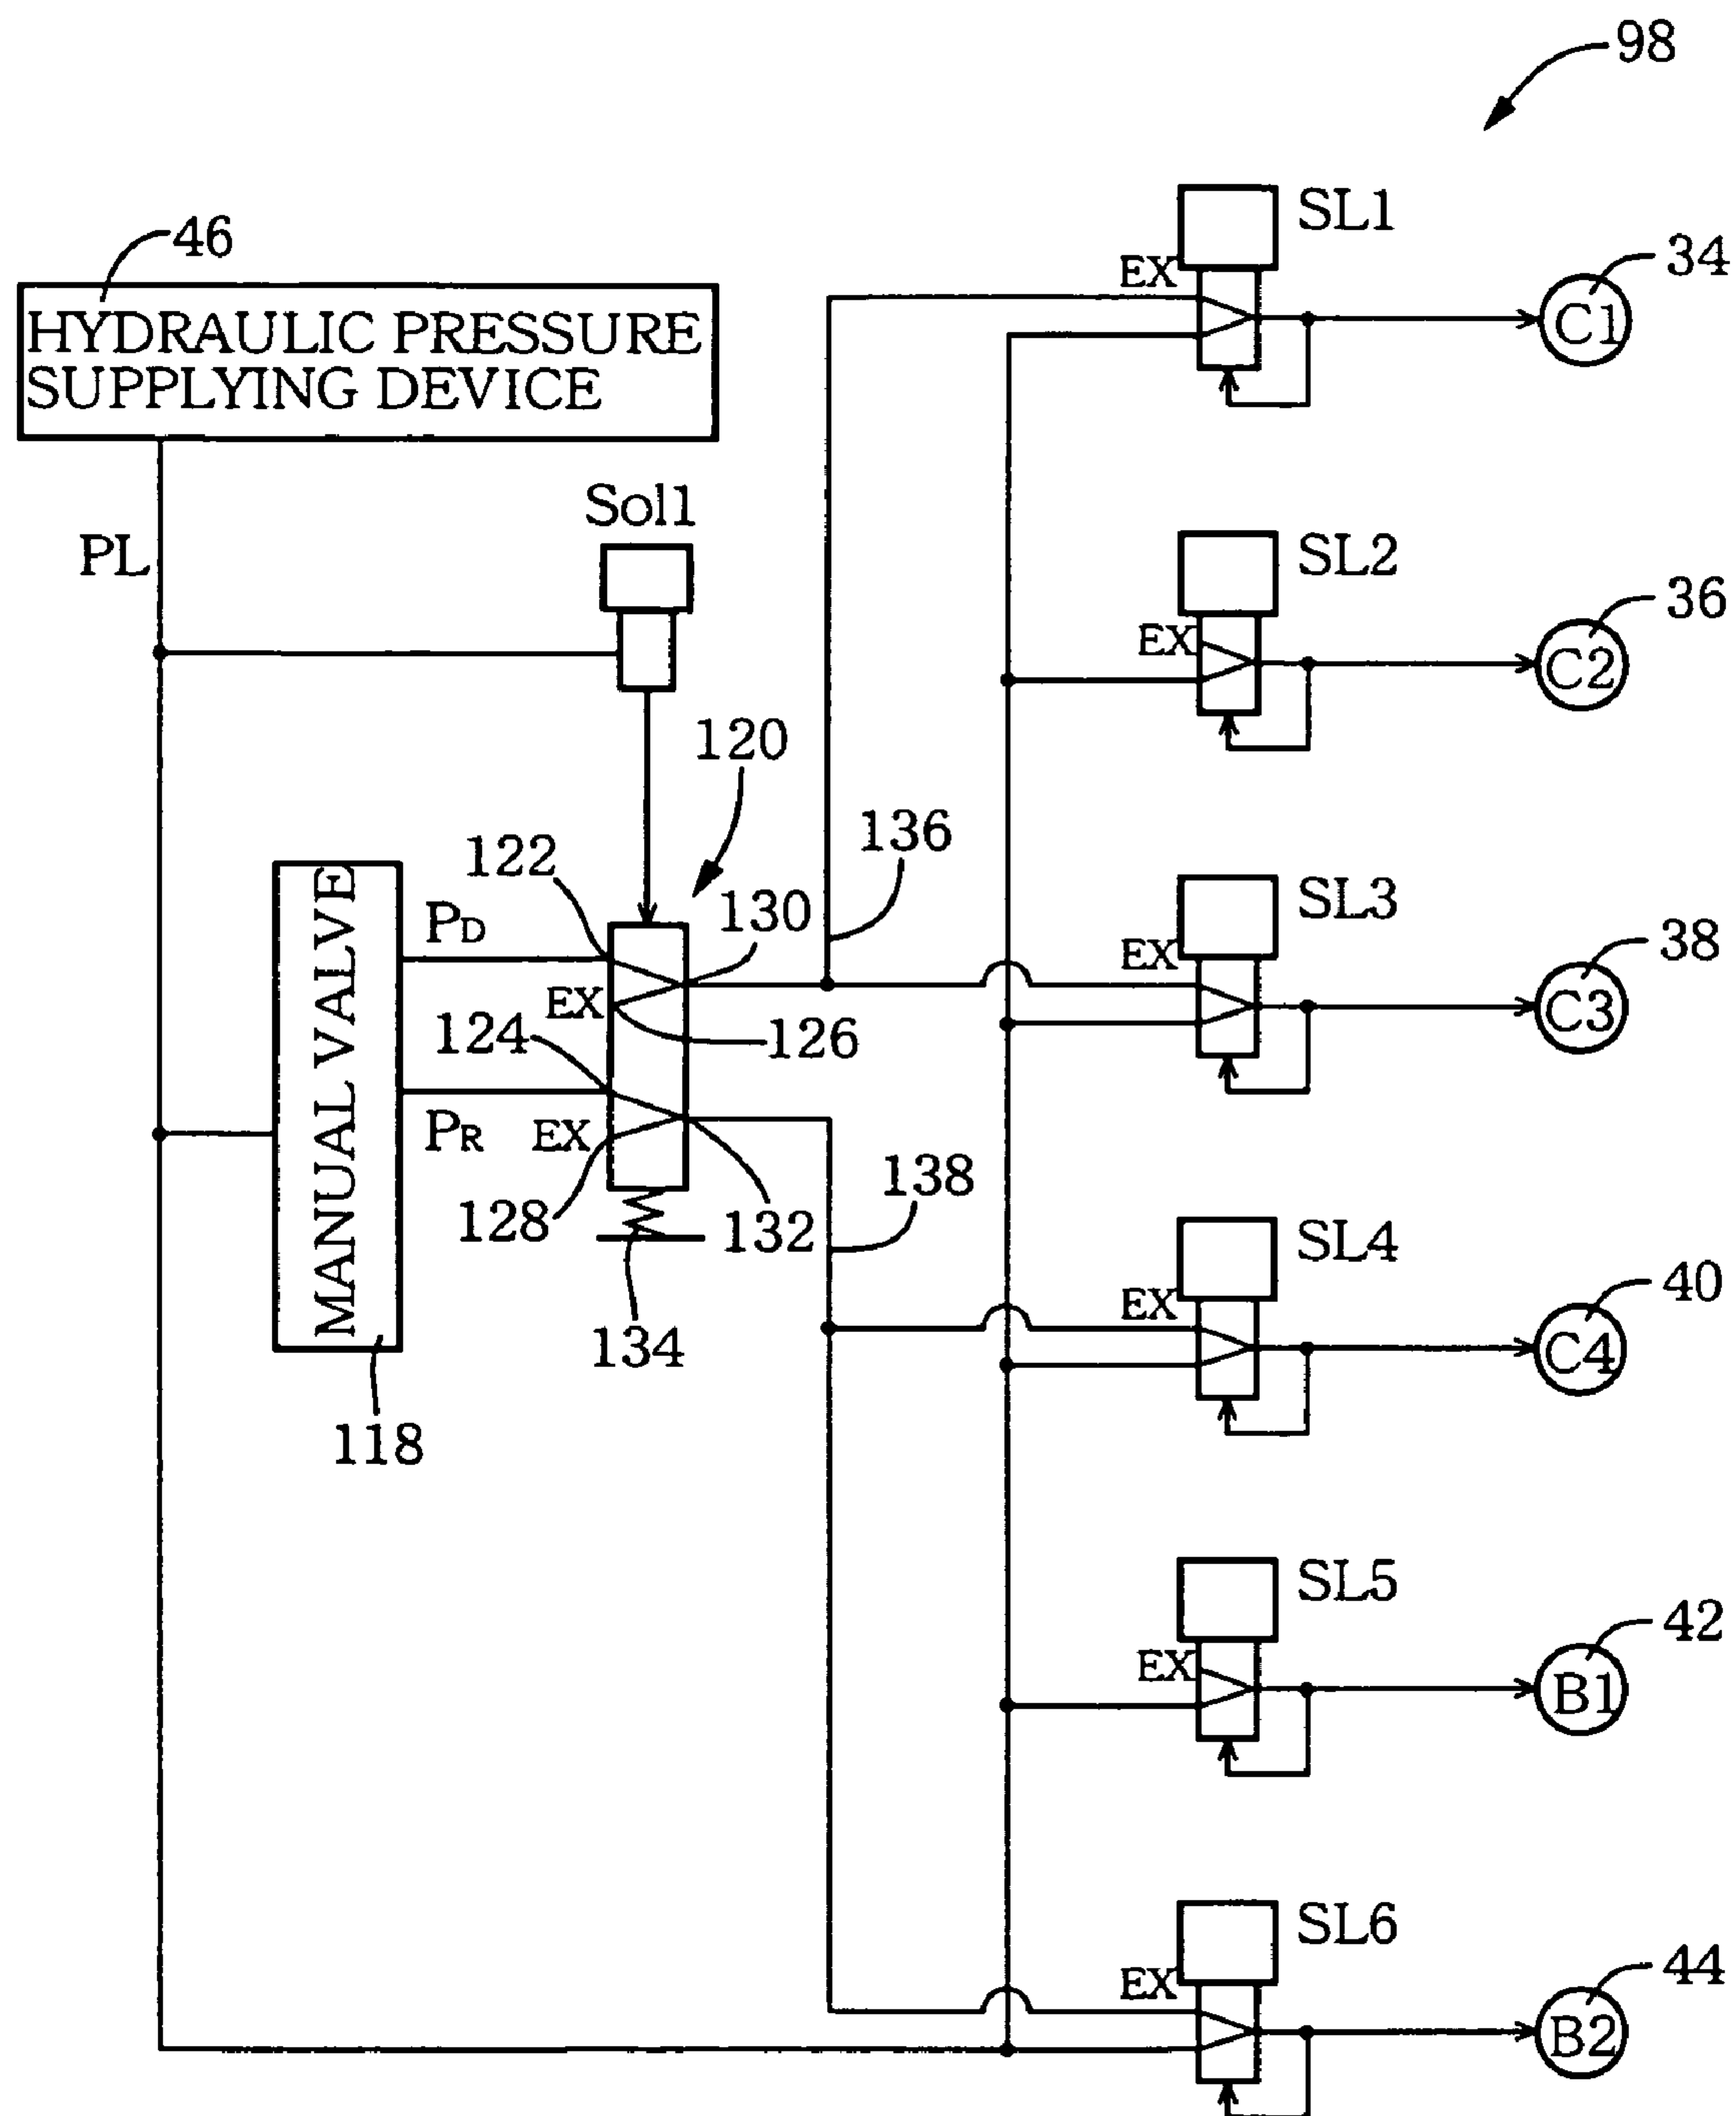 98
SL1
46
34
EX
HYDRAULIC PRESSURE
SUPPLYING DEVICE
C1
Sol1
PL
SL2
36
EX
C2
120
136
122
130
SL3
PD
EX
38
EX
C3
124
126
MANUAL VALVE
PR
EX
138
128
132
SL4
EX
40
134
C4
118
SL5
42
EX
B1
SL6
EX
44
B2